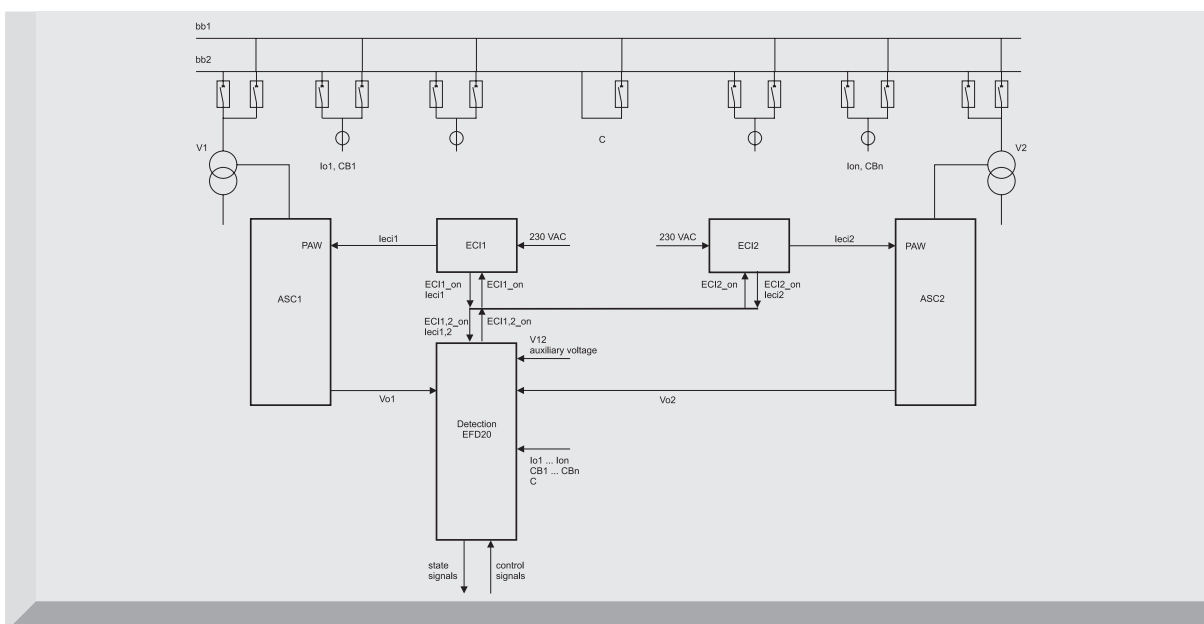 bb1
bb2
C
V1
V2
Io1, CB1
Ion, CBn
PAW
Ieci1
ECI1
230 VAC
230 VAC
ECI2
Ieci2
PAW
ECI1_on
Ieci1
ECI1_on
ECI2_on
ECI2_on
Ieci2
ASC1
ASC2
ECI1,2_on
Ieci1,2
ECI1,2_on
V12
auxiliary voltage
Vo1
Vo2
Detection
EFD20
Io1 ... Ion
CB1 ... CBn
C
state
signals
control
signals